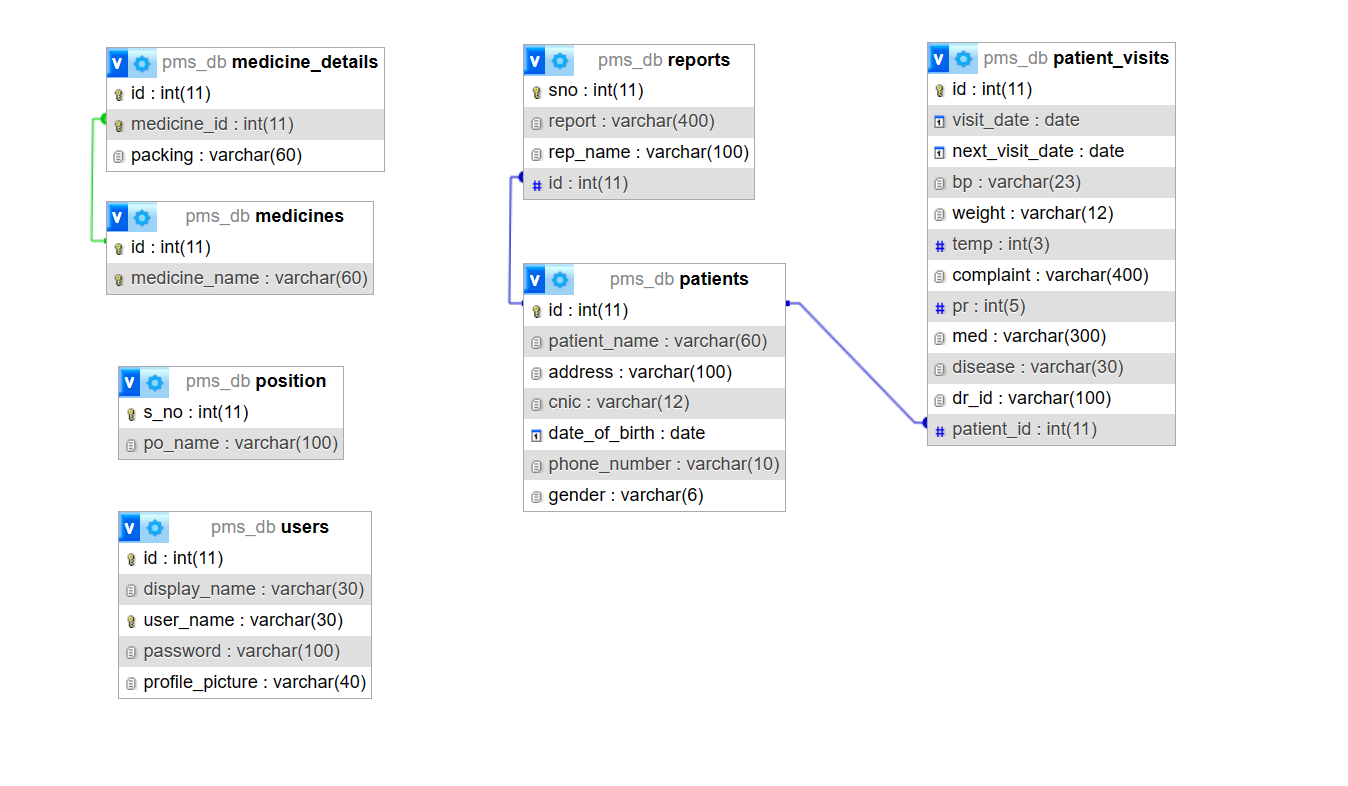 v pms_db medicine_details
id : int(11)
medicine_id : int(11)
packing : varchar(60)
v pms_db medicines
id : int(11)
medicine_name : varchar(60)
v pms_db position
s_no : int(11)
po_name : varchar(100)
v pms_db users
id : int(11)
display_name : varchar(30)
user_name : varchar(30)
password : varchar(100)
profile_picture : varchar(40)
v pms_db reports
sno : int(11)
report : varchar(400)
rep_name : varchar(100)
# id : int(11)
v pms_db patients
id : int(11)
patient_name : varchar(60)
address : varchar(100)
cnic : varchar(12)
date_of_birth : date
phone_number : varchar(10)
gender : varchar(6)
v pms_db patient_visits
id : int(11)
visit_date : date
next_visit_date : date
bp : varchar(23)
weight : varchar(12)
# temp : int(3)
complaint : varchar(400)
# pr : int(5)
med : varchar(300)
disease : varchar(30)
dr_id : varchar(100)
# patient_id : int(11)